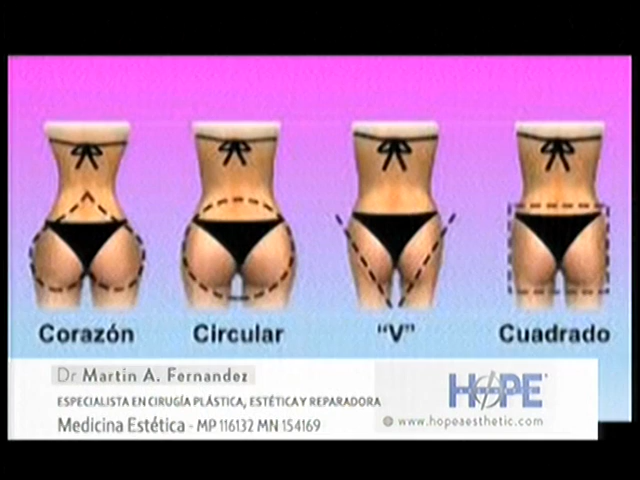 Corazón Circular “V” Cuadrado
Dr Martin A. Fernandez
ESPECIALISTA EN CIRUGÍA PLÁSTICA, ESTÉTICA Y REPARADORA
Medicina Estética - MP 116132 MN 154169
HOPE
www.hopeaesthetic.com